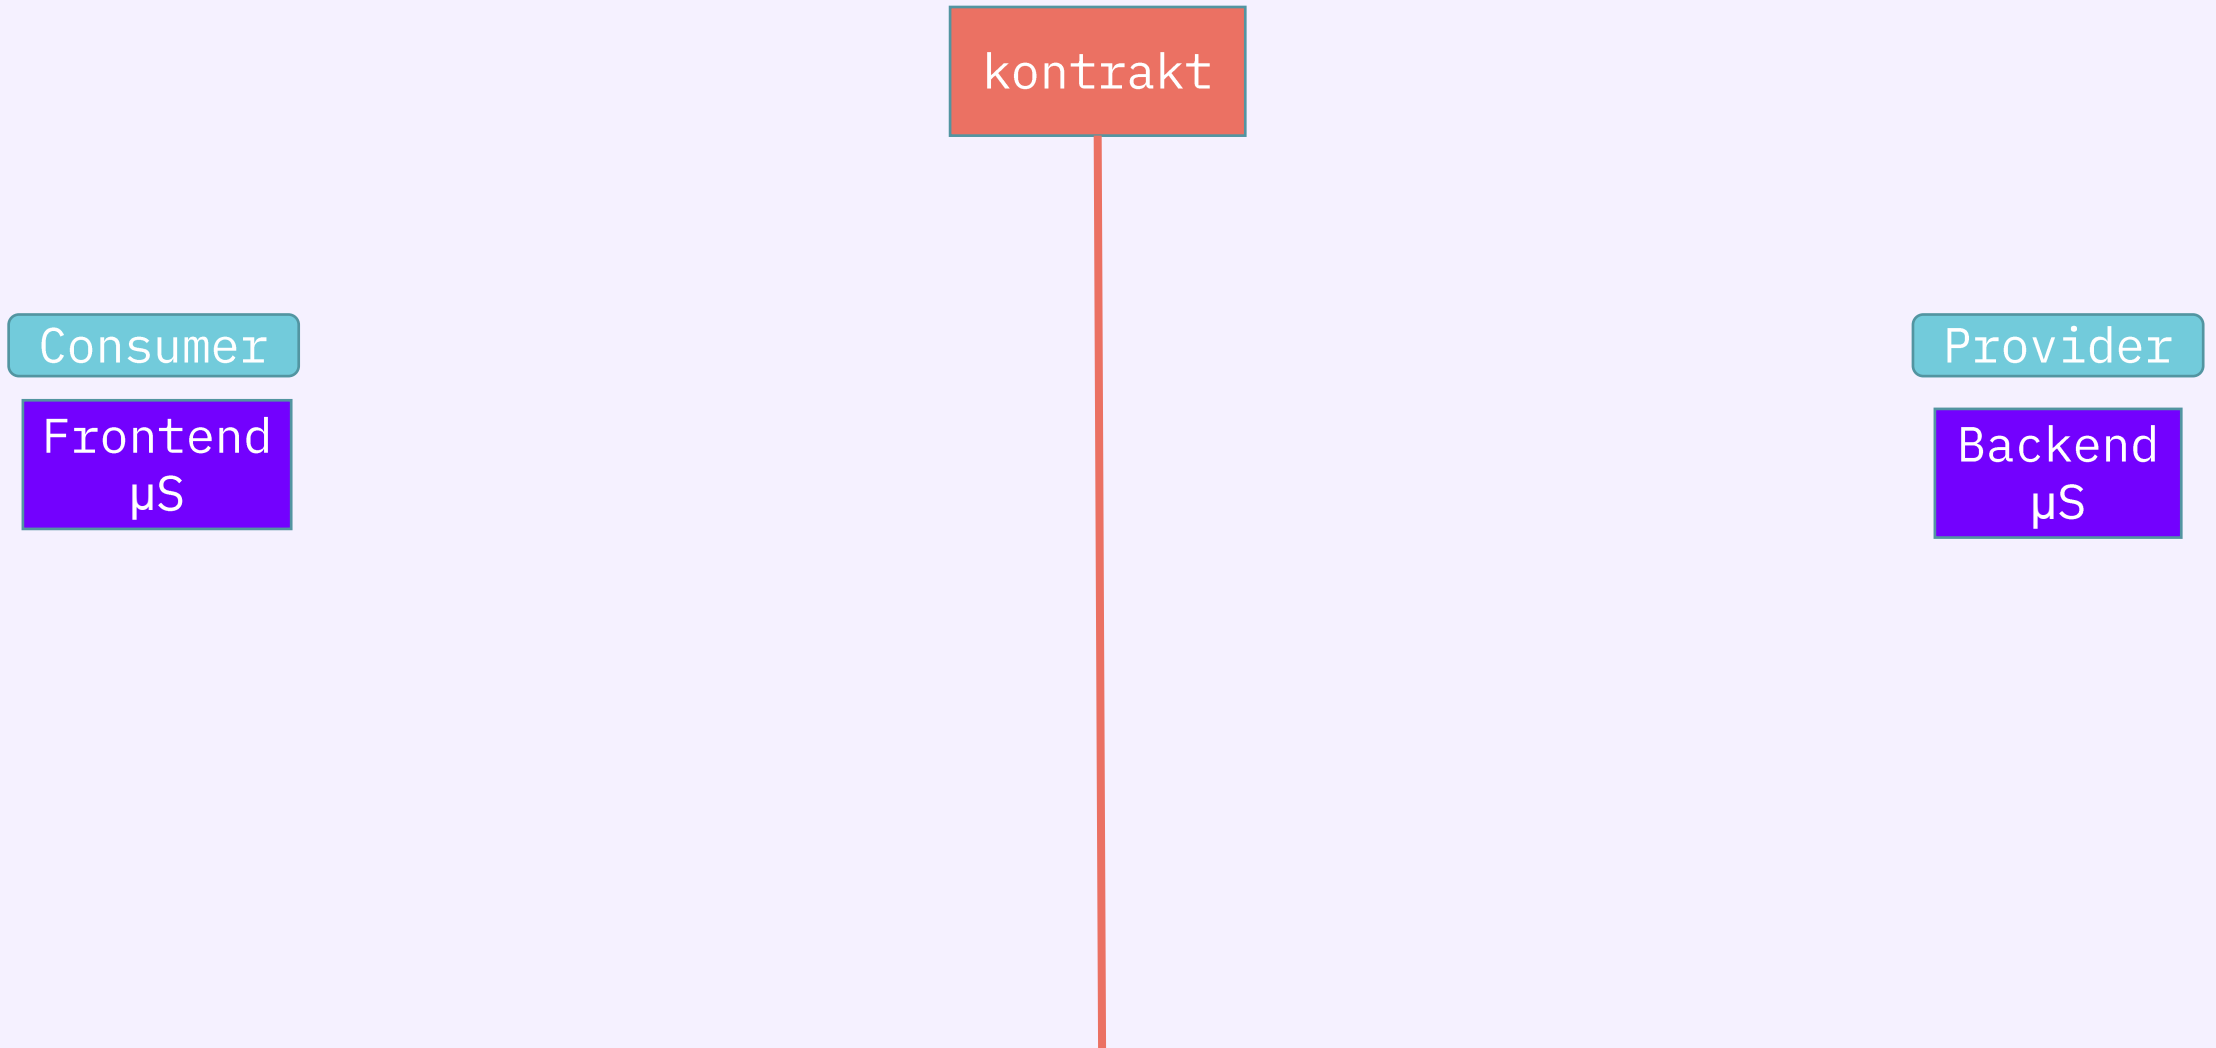 kontrakt
Consumer
Provider
Frontend
µS
Backend
µS